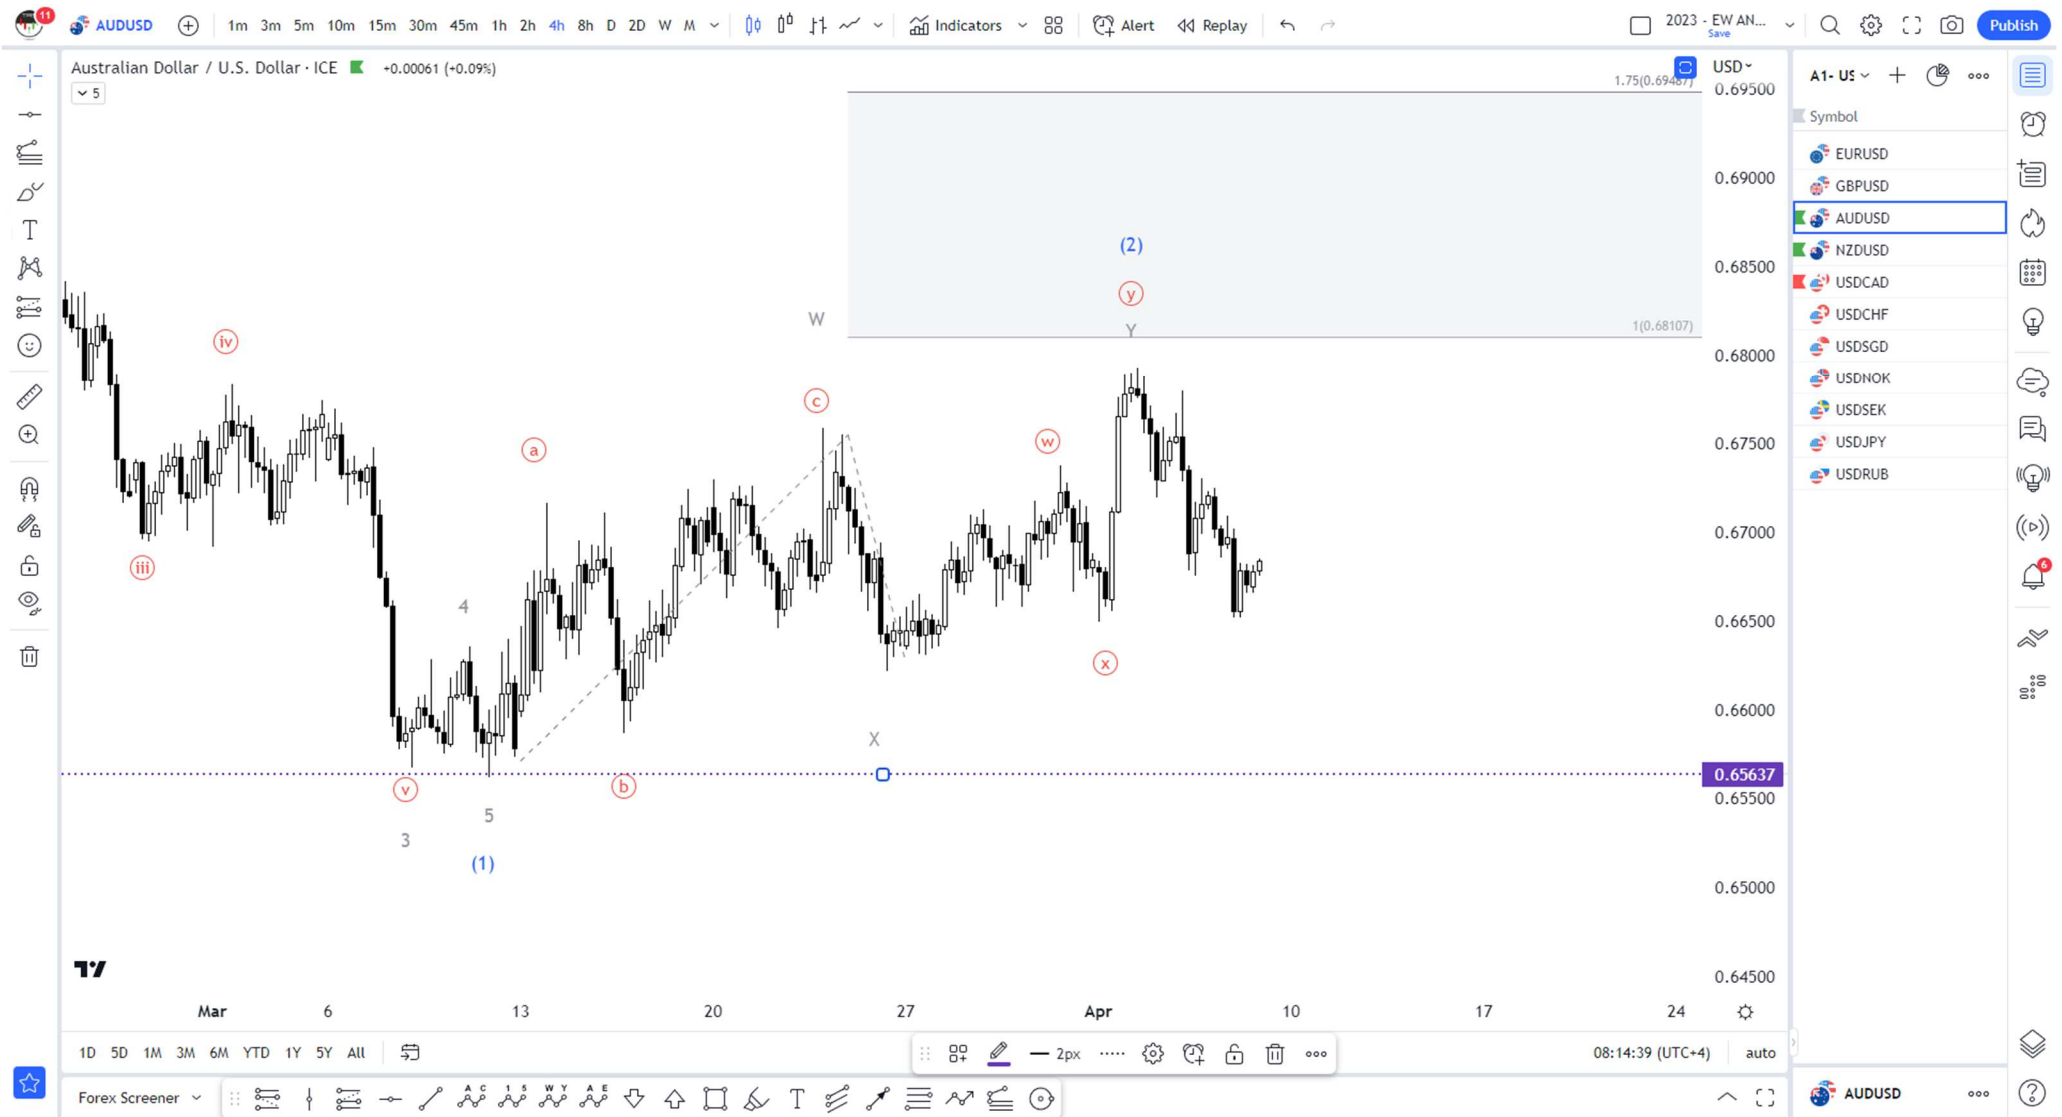 11 AUDUSD 1m 3m 5m 10m 15m 30m 45m 1h 2h 4h 8h D 2D W M Indicators Alert Replay 2023 - EW AN... Save Publish
Australian Dollar / U.S. Dollar · ICE +0.00061 (+0.09%)
5
USD
A1- US
1.75(0.69487)
0.69500
Symbol
EURUSD
0.69000
GBPUSD
AUDUSD
(2)
NZDUSD
0.68500
USDCAD
y
W
Y
1(0.68107)
USDCHF
iv
USDSGD
0.68000
USDNOK
c
USDSEK
a
w
0.67500
USDJPY
USDRUB
0.67000
iii
6
4
0.66500
x
0.66000
X
0.65637
v
b
0.65500
5
3
(1)
0.65000
0.64500
Mar 6 13 20 27 Apr 10 17 24
1D 5D 1M 3M 6M YTD 1Y 5Y All 2px 08:14:39 (UTC+4) auto
Forex Screener A C 1 5 W Y A E T AUDUSD